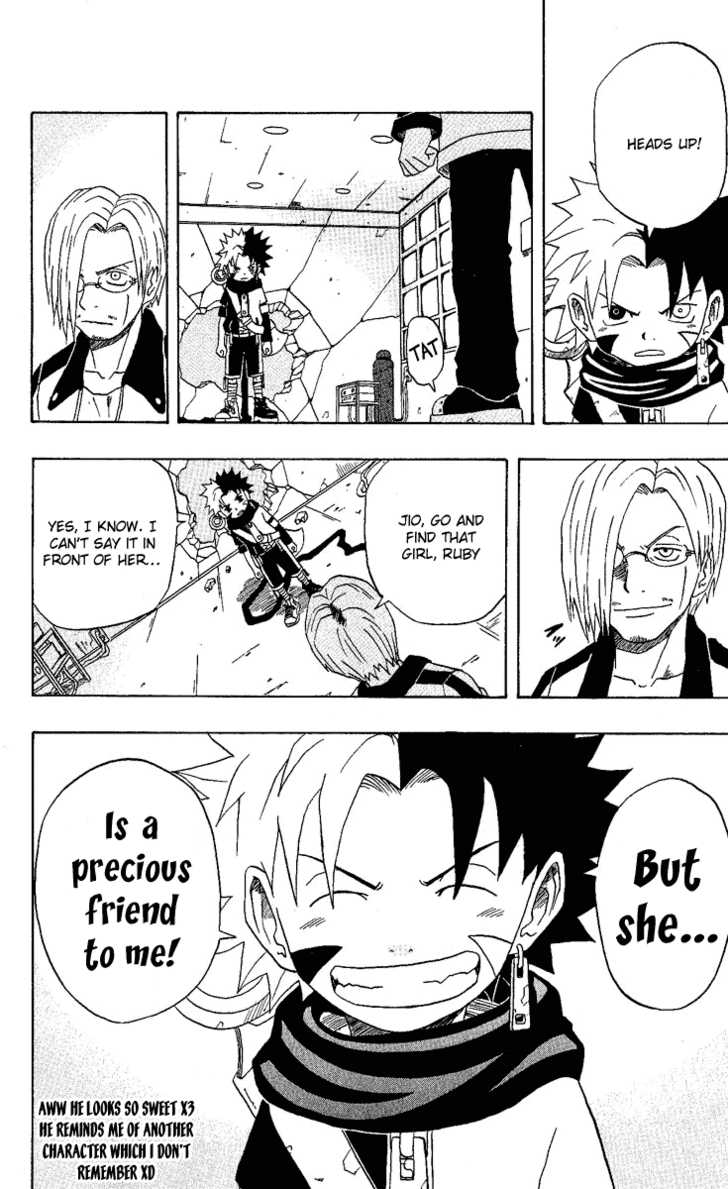 HEADS UP!
TAT
JIO, GO AND
FIND THAT
GIRL, RUBY
YES, I KNOW. I
CAN'T SAY IT IN
FRONT OF HER...
But
she...
Is a
precious
friend
to me!
AWW HE LOOKS SO SWEET X3
HE REMINDS ME OF ANOTHER
CHARACTER WHICH I DON'T
REMEMBER XD